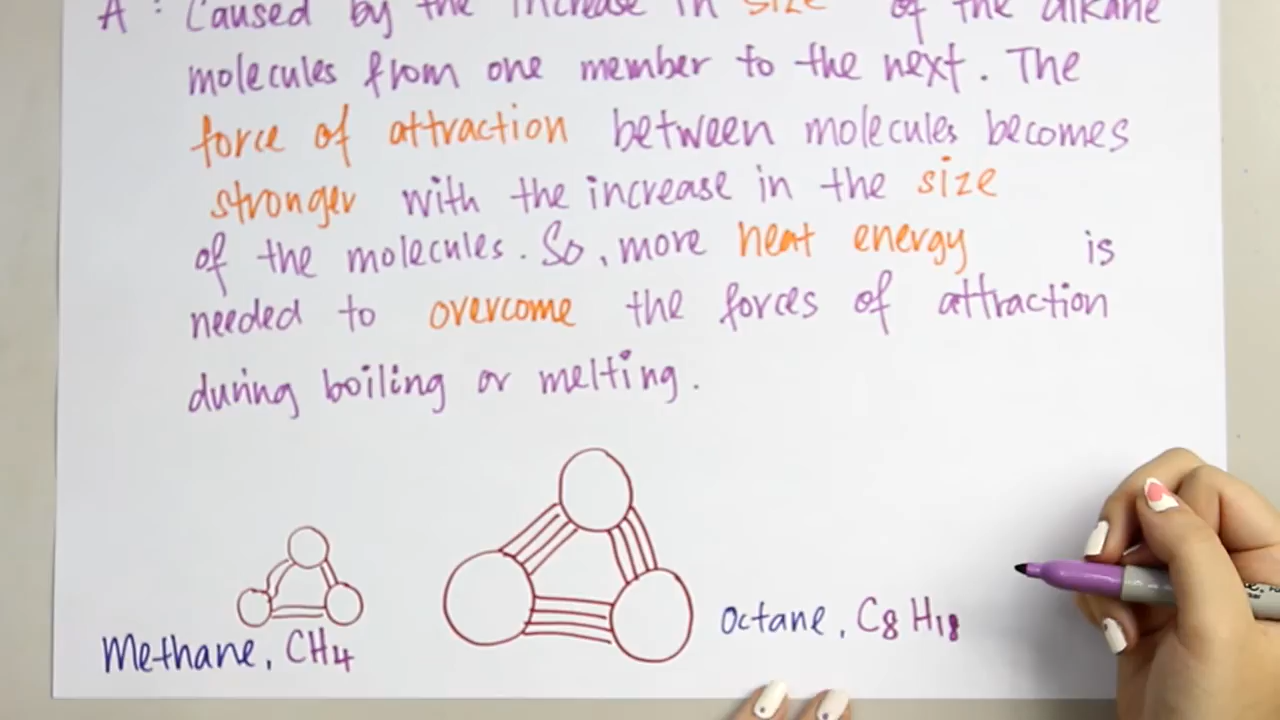 A : Caused by the increase in size of the alkane
molecules from one member to the next. The
force of attraction between molecules becomes
stronger with the increase in the size
of the molecules. So, more heat energy is
needed to overcome the forces of attraction
during boiling or melting.
Methane, CH4
Octane, C8H18